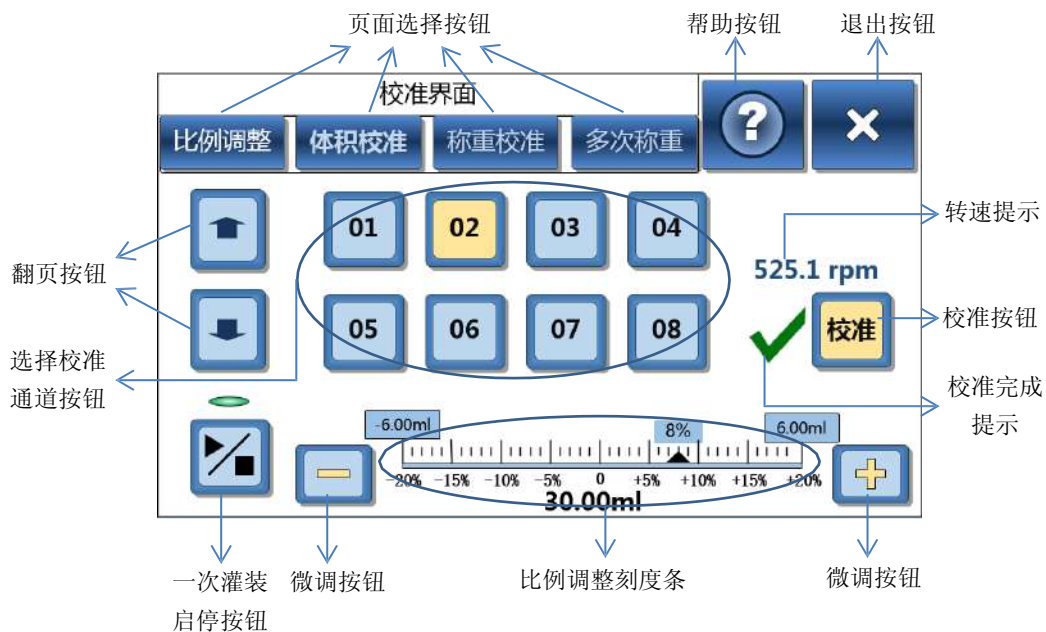 页面选择按钮
帮助按钮
退出按钮
校准界面
比例调整
体积校准
称重校准
多次称重
?
×
01
02
03
04
转速提示
翻页按钮
525.1 rpm
05
06
07
08
校准
校准按钮
选择校准
通道按钮
校准完成
提示
-6.00ml
8%
6.00ml
-20%
-15%
-10%
-5%
0
+5%
+10%
+15%
+20%
30.00ml
一次灌装
启停按钮
微调按钮
比例调整刻度条
微调按钮